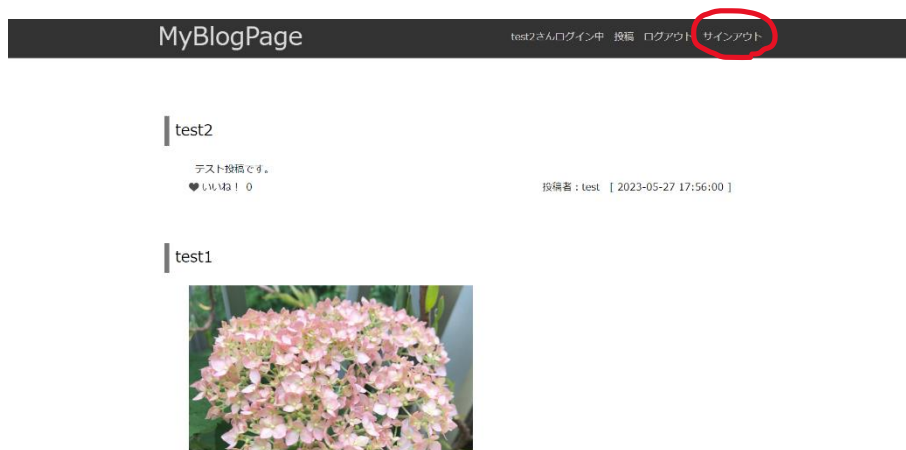 MyBlogPage
test2さんログイン中 投稿 ログアウト サインアウト
test2
テスト投稿です。
いいね！ 0 投稿者：test [ 2023-05-27 17:56:00 ]
test1